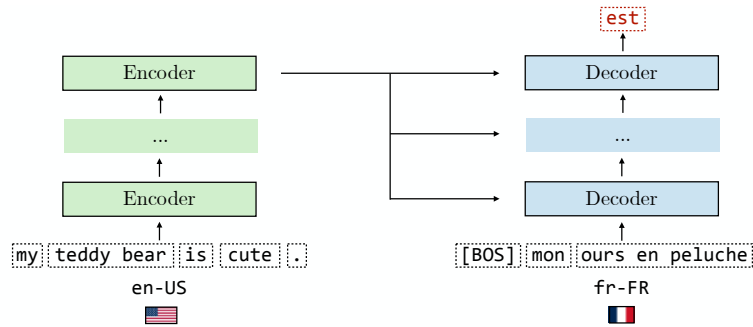 est
Encoder
Decoder
...
...
Encoder
Decoder
my teddy bear is cute .
[BOS] mon ours en peluche
en-US
fr-FR